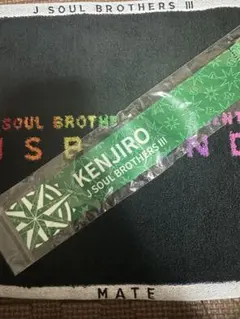 J SOUL BROTHERS III
SOUL BROTHE
KENJIRO
J SOUL BROTHERS III
MATE